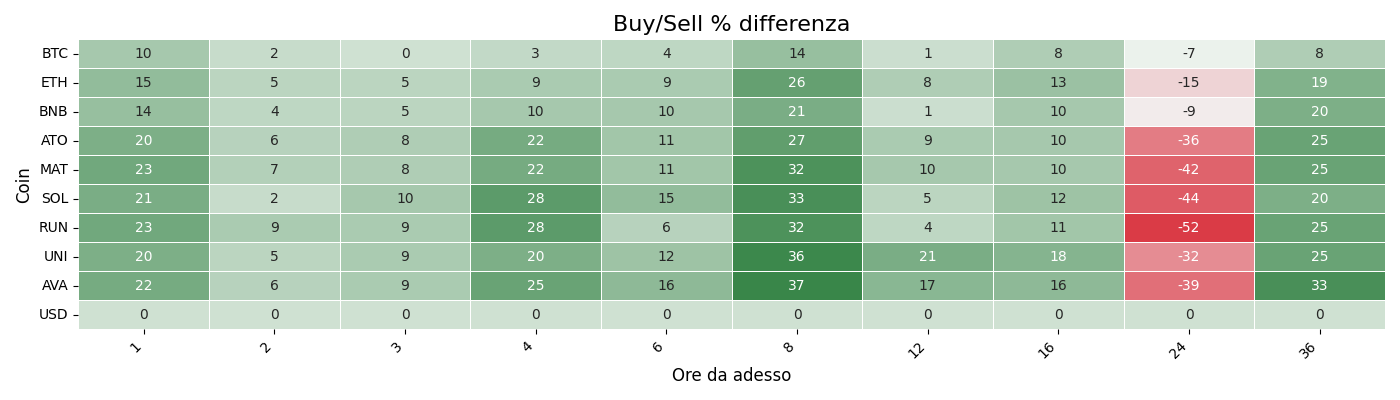 Buy/Sell % differenza
Coin
BTC 10 2 0 3 4 14 1 8 -7 8
ETH 15 5 5 9 9 26 8 13 -15 19
BNB 14 4 5 10 10 21 1 10 -9 20
ATO 20 6 8 22 11 27 9 10 -36 25
MAT 23 7 8 22 11 32 10 10 -42 25
SOL 21 2 10 28 15 33 5 12 -44 20
RUN 23 9 9 28 6 32 4 11 -52 25
UNI 20 5 9 20 12 36 21 18 -32 25
AVA 22 6 9 25 16 37 17 16 -39 33
USD 0 0 0 0 0 0 0 0 0 0
1 2 3 4 6 8 12 16 24 36
Ore da adesso